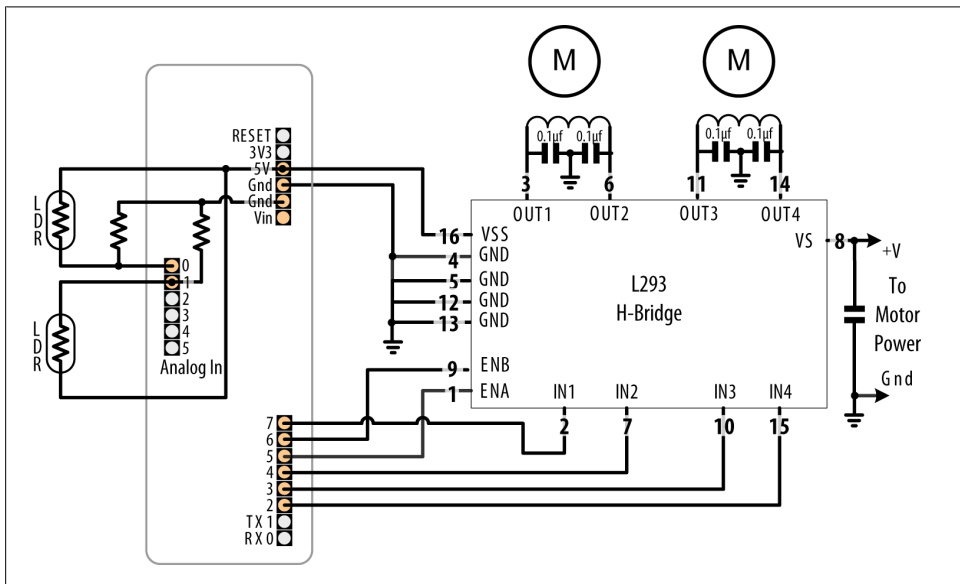 M
M
0.1µf 0.1µf
0.1µf 0.1µf
3
6
11
14
OUT1
OUT2
OUT3
OUT4
RESET
3V3
5V
Gnd
Gnd
Vin
LDR
LDR
0
1
2
3
4
5
Analog In
16 VSS
4 GND
5 GND
12 GND
13 GND
9 ENB
1 ENA
L293
H-Bridge
VS 8
+V
To
Motor
Power
Gnd
IN1
IN2
IN3
IN4
2
7
10
15
7
6
5
4
3
2
TX 1
RX 0